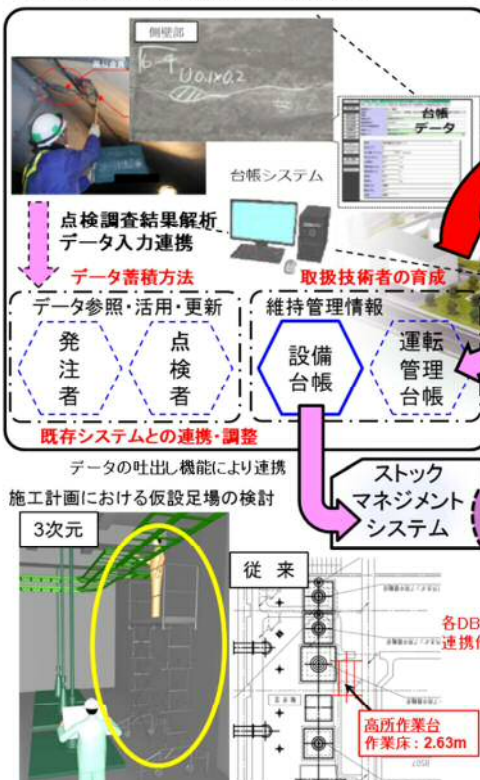 側壁部
16-9
U0.1×0.2
台帳
データ
台帳システム
点検調査結果解析
データ入力連携
データ蓄積方法
取扱技術者の育成
データ参照・活用・更新
維持管理情報
発注者
点検者
設備
台帳
運転
管理
台帳
既存システムとの連携・調整
データの吐出し機能により連携
ストック
マネジメント
システム
施工計画における仮設足場の検討
3次元
従来
各DB
連携
高所作業台
作業床：2.63m